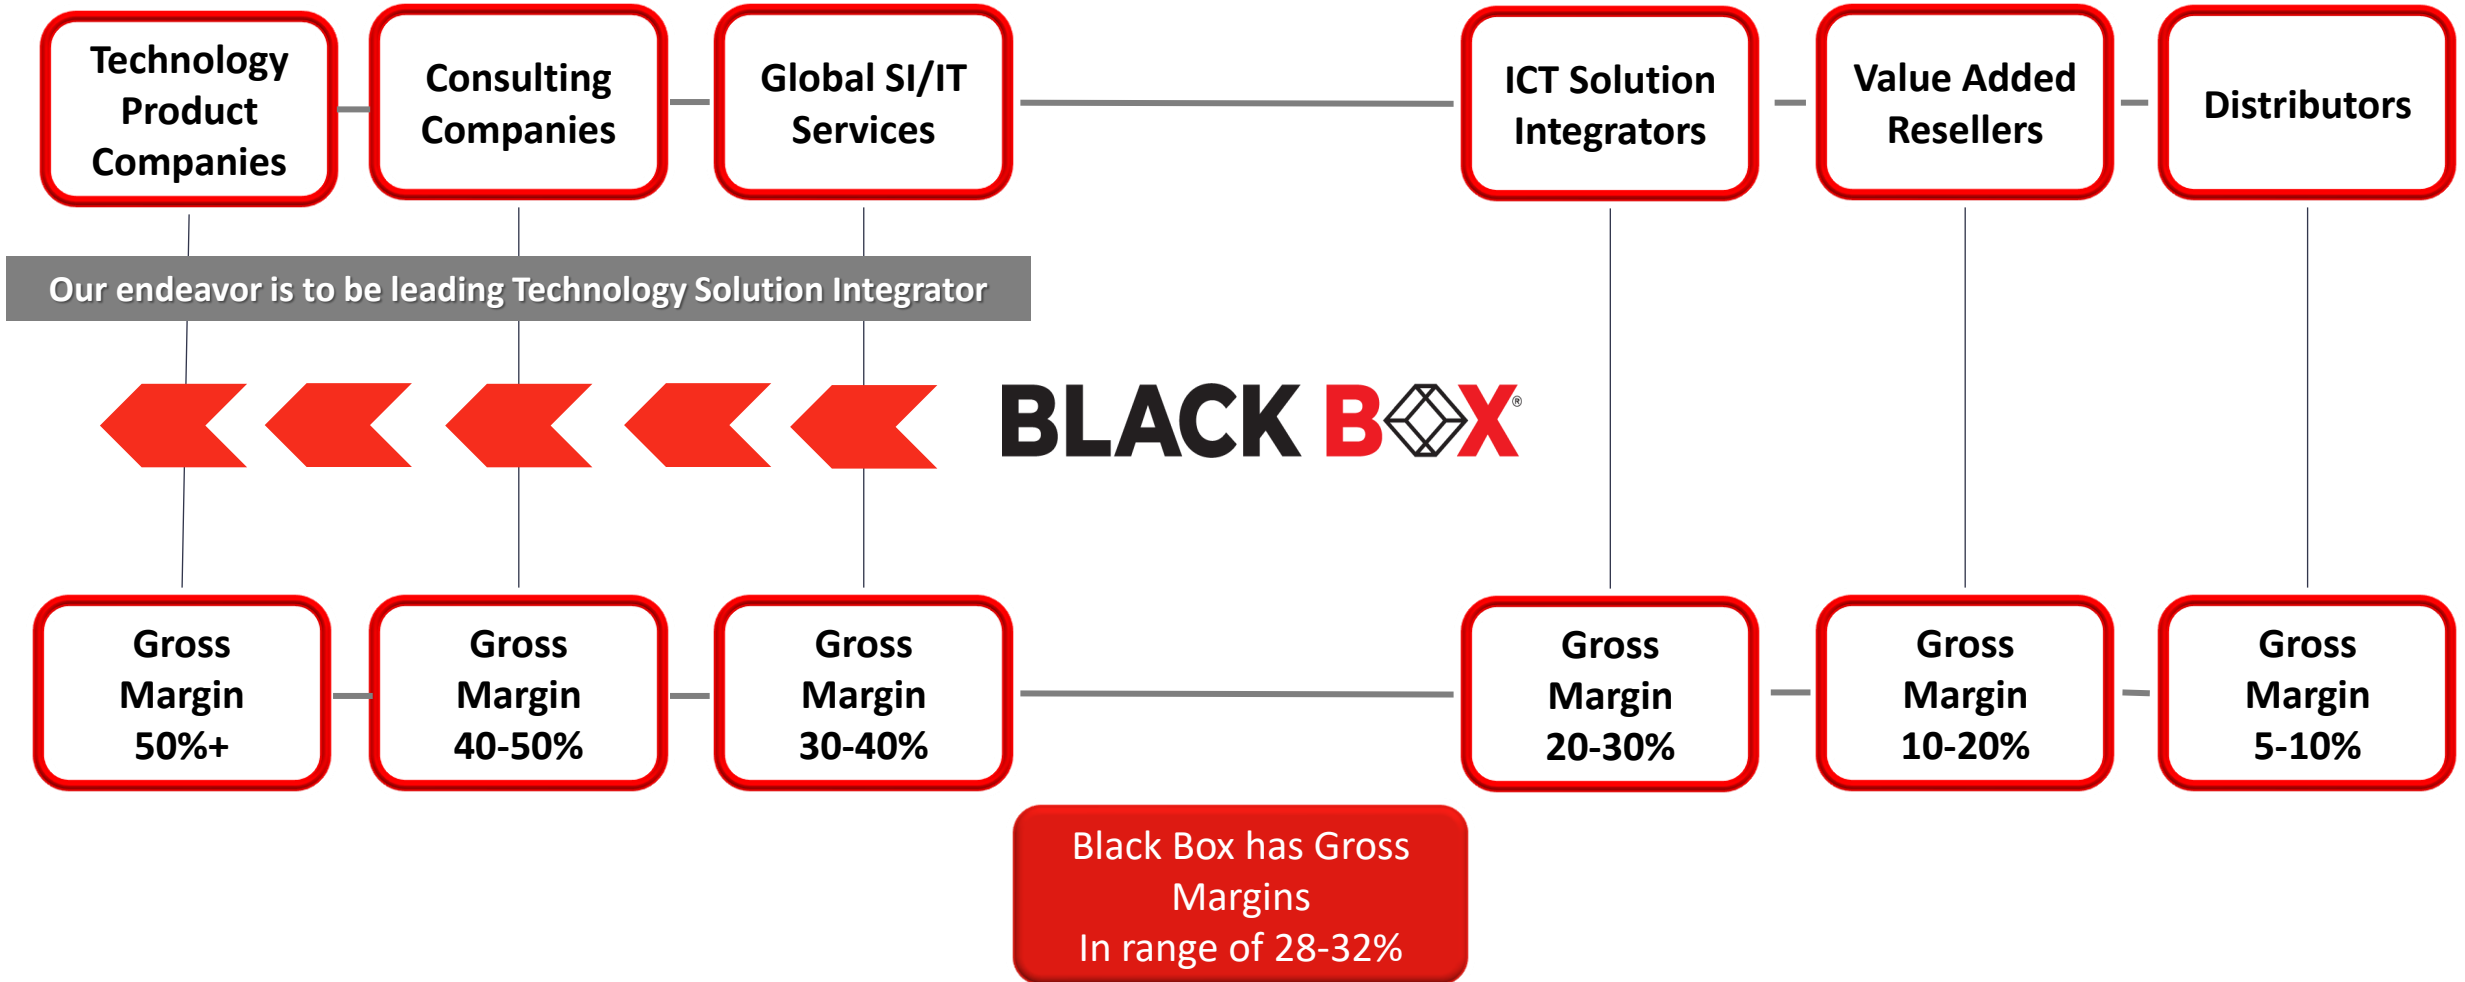 Technology
Product
Companies
Consulting
Companies
Global SI/IT
Services
ICT Solution
Integrators
Value Added
Resellers
Distributors
Our endeavor is to be leading Technology Solution Integrator
BLACK BOX®
Gross
Margin
50%+
Gross
Margin
40-50%
Gross
Margin
30-40%
Gross
Margin
20-30%
Gross
Margin
10-20%
Gross
Margin
5-10%
Black Box has Gross
Margins
In range of 28-32%